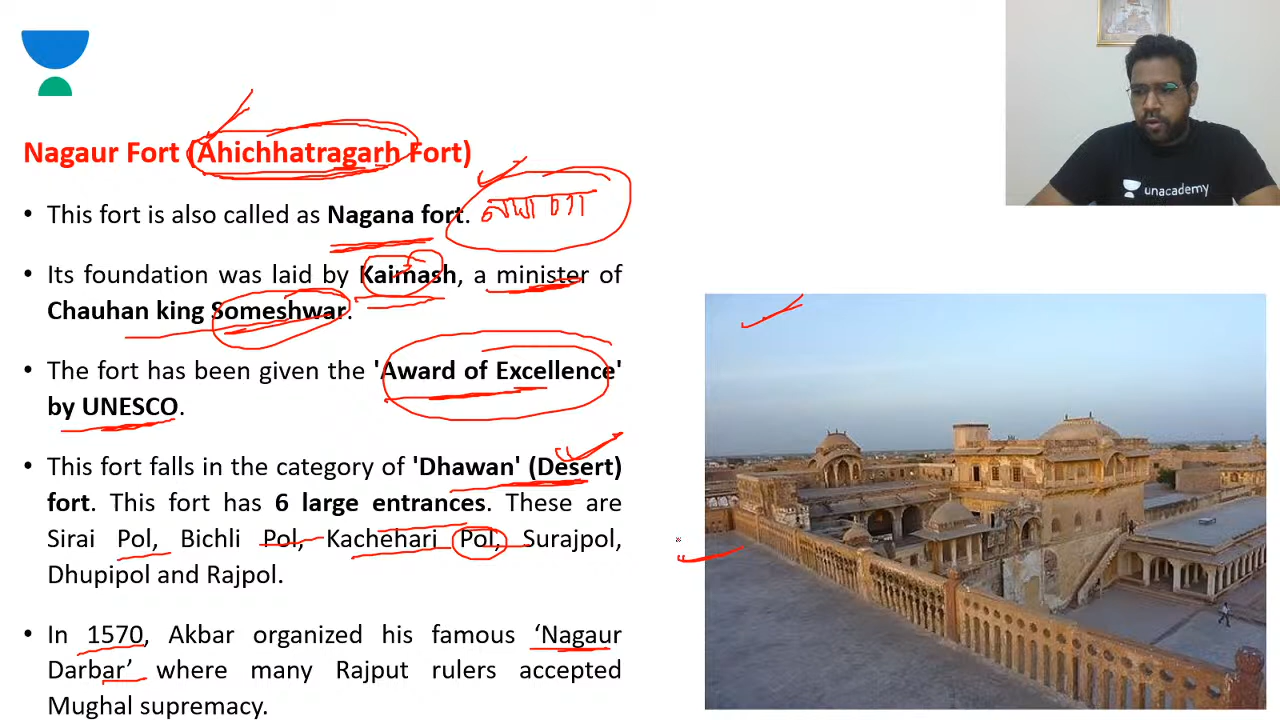 Nagaur Fort (Ahichhatragarh Fort)
• This fort is also called as Nagana fort.
• Its foundation was laid by Kaimash, a minister of
Chauhan king Someshwar.
• The fort has been given the 'Award of Excellence'
by UNESCO.
• This fort falls in the category of 'Dhawan' (Desert)
fort. This fort has 6 large entrances. These are
Sirai Pol, Bichli Pol, Kachehari Pol, Surajpol,
Dhupipol and Rajpol.
• In 1570, Akbar organized his famous ‘Nagaur
Darbar’ where many Rajput rulers accepted
Mughal supremacy.
unacademy